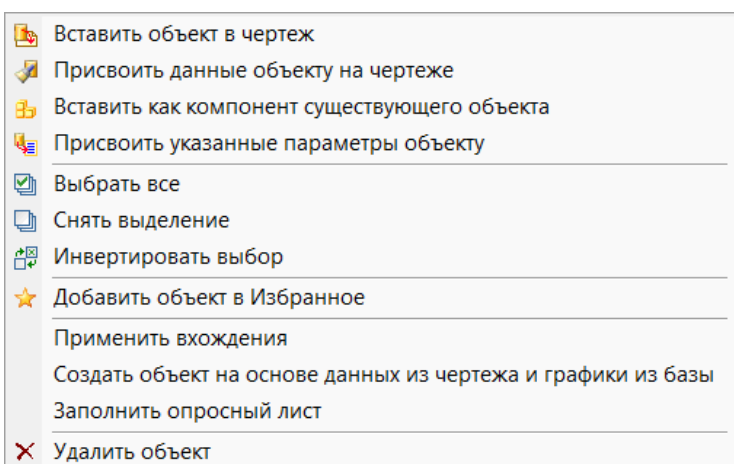 Вставить объект в чертеж
Присвоить данные объекту на чертеже
Вставить как компонент существующего объекта
Присвоить указанные параметры объекту
Выбрать все
Снять выделение
Инвертировать выбор
Добавить объект в Избранное
Применить вхождения
Создать объект на основе данных из чертежа и графики из базы
Заполнить опросный лист
Удалить объект